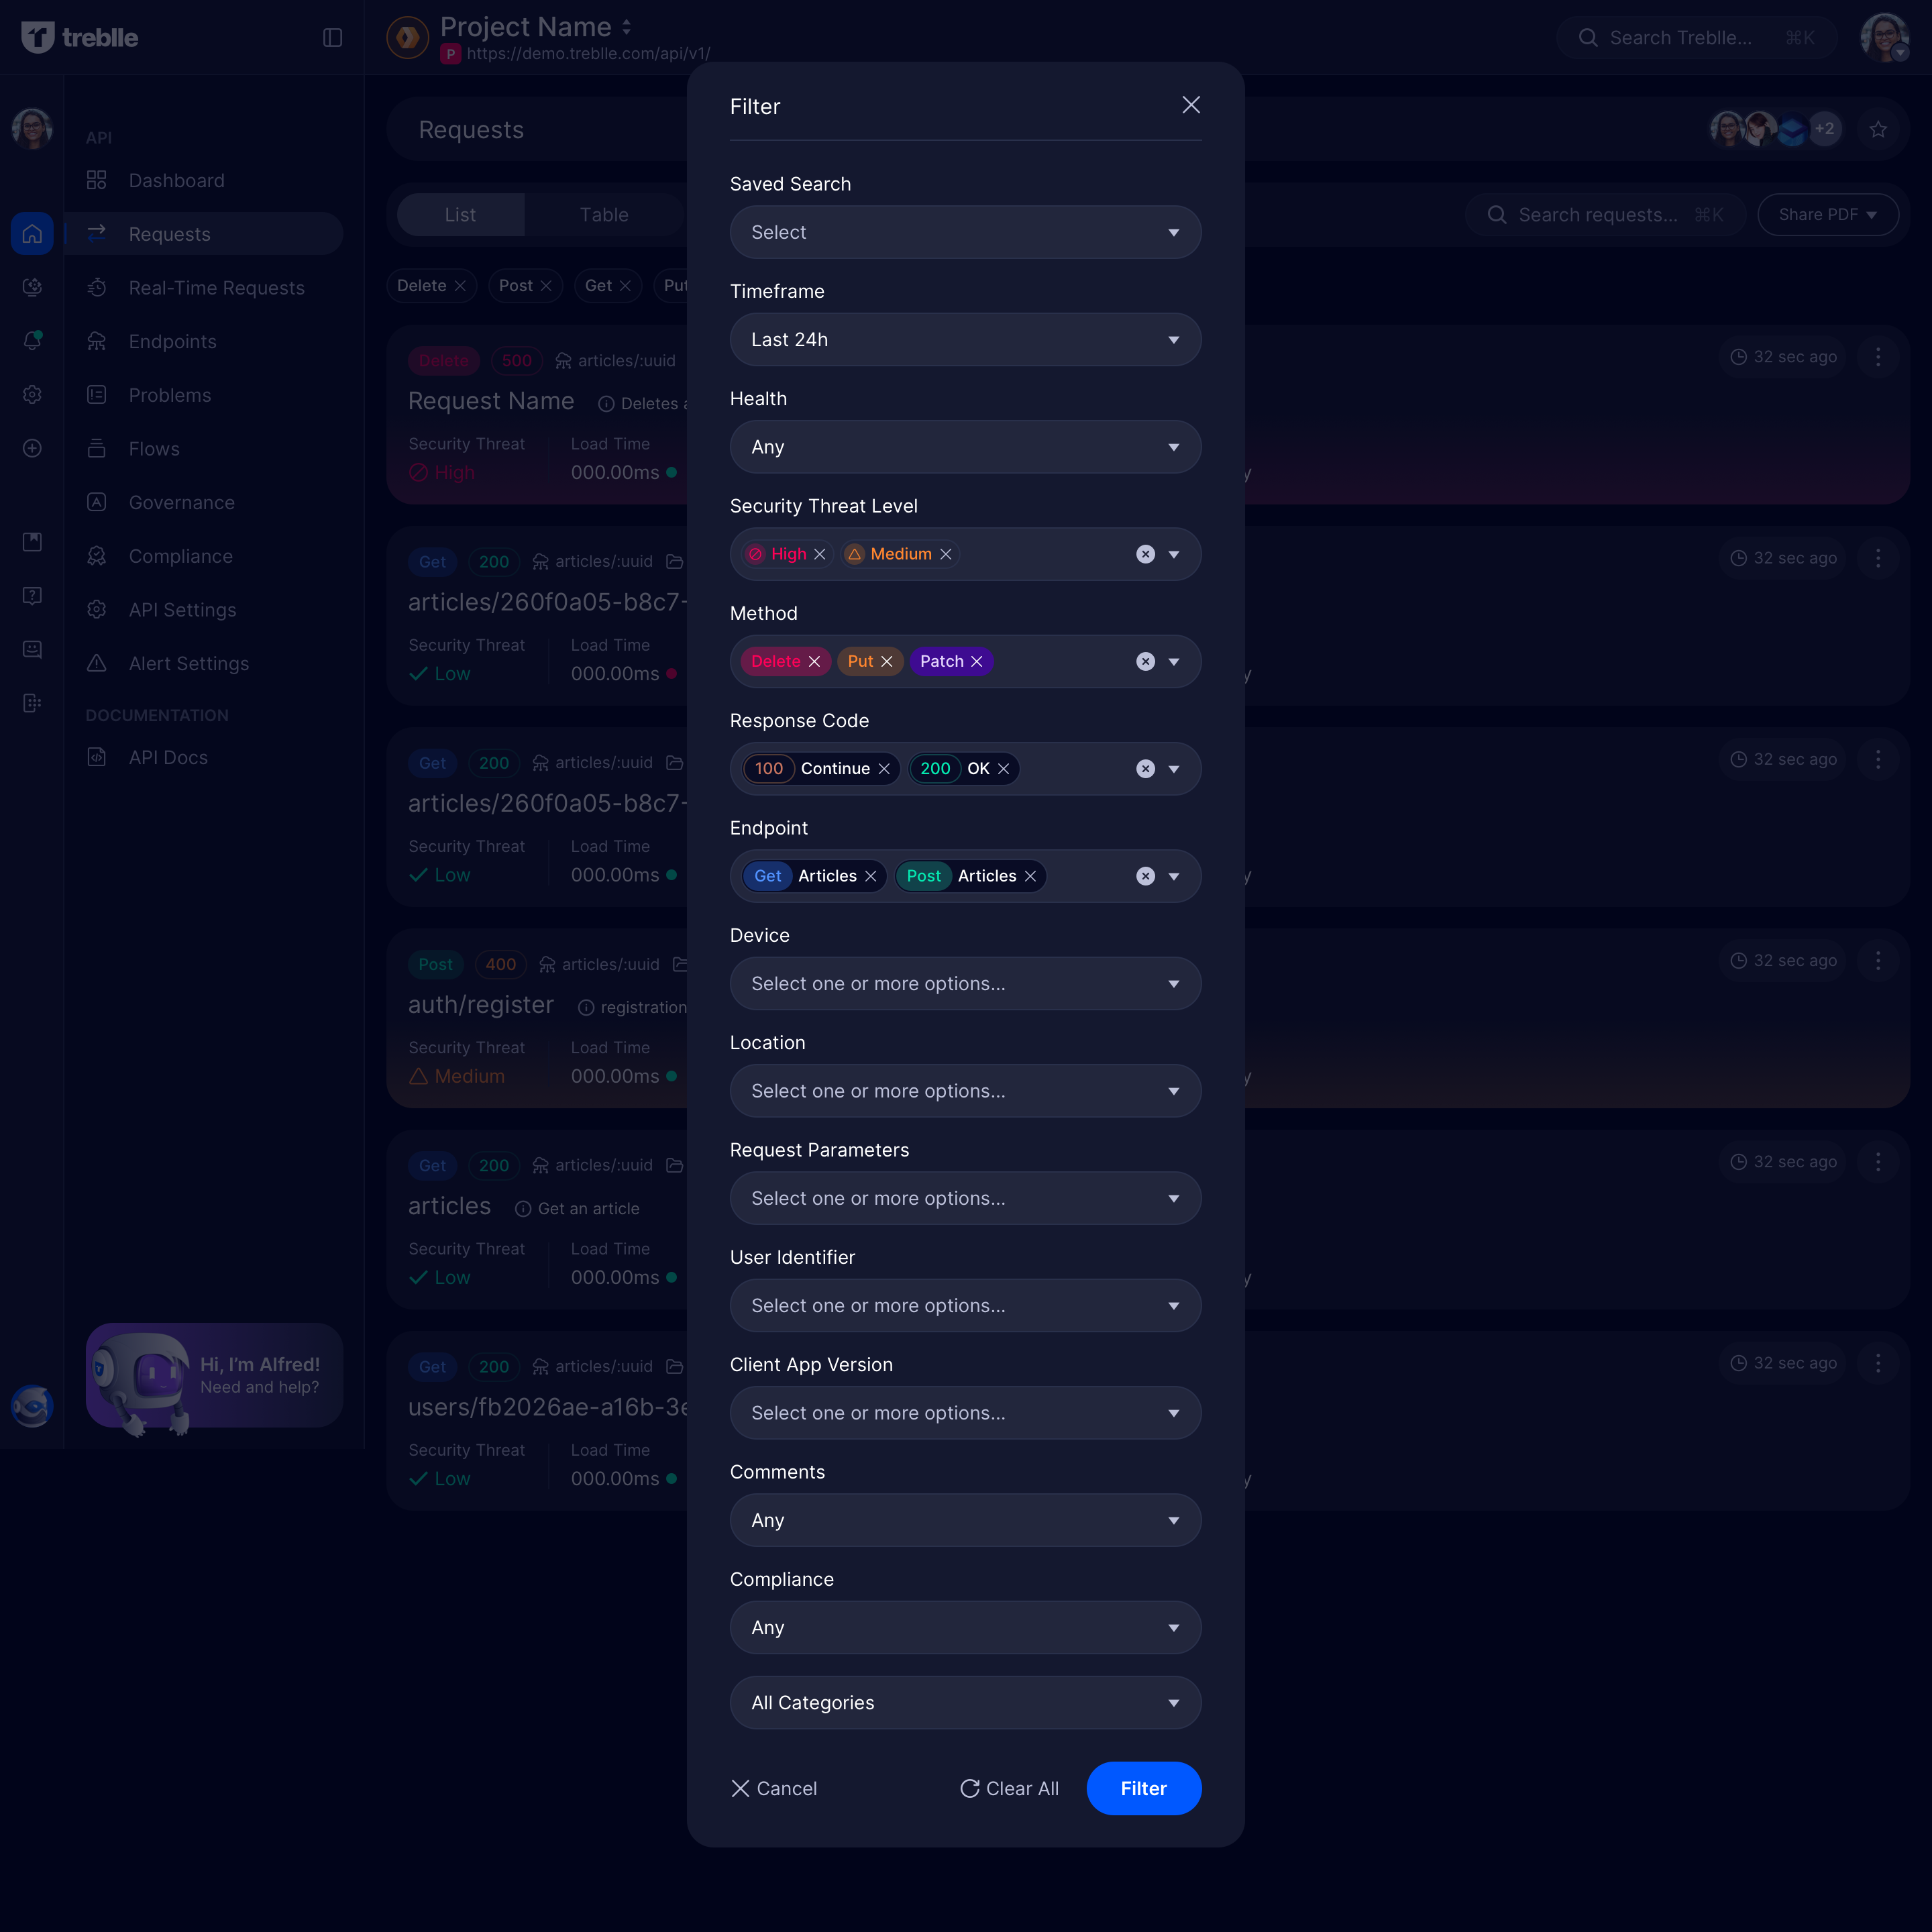 treblle
Project Name
P https://demo.treblle.com/api/v1/
Search Treblle... ⌘K
API
Dashboard
Requests
Real-Time Requests
Endpoints
Problems
Flows
Governance
Compliance
API Settings
Alert Settings
DOCUMENTATION
API Docs
Hi, I'm Alfred!
Need and help?
Requests
+2
List Table
Search requests... ⌘K
Share PDF
Delete Post Get Put
Delete 500 articles/:uuid
32 sec ago
Request Name Deletes
Security Threat Load Time
High 000.00ms
Get 200 articles/:uuid
32 sec ago
articles/260f0a05-b8c7-
Security Threat Load Time
Low 000.00ms
Get 200 articles/:uuid
32 sec ago
articles/260f0a05-b8c7-
Security Threat Load Time
Low 000.00ms
Post 400 articles/:uuid
32 sec ago
auth/register registration
Security Threat Load Time
Medium 000.00ms
Get 200 articles/:uuid
32 sec ago
articles Get an article
Security Threat Load Time
Low 000.00ms
Get 200 articles/:uuid
32 sec ago
users/fb2026ae-a16b-3e
Security Threat Load Time
Low 000.00ms
Filter
Saved Search
Select
Timeframe
Last 24h
Health
Any
Security Threat Level
High Medium
Method
Delete Put Patch
Response Code
100 Continue 200 OK
Endpoint
Get Articles Post Articles
Device
Select one or more options...
Location
Select one or more options...
Request Parameters
Select one or more options...
User Identifier
Select one or more options...
Client App Version
Select one or more options...
Comments
Any
Compliance
Any
All Categories
Cancel Clear All Filter